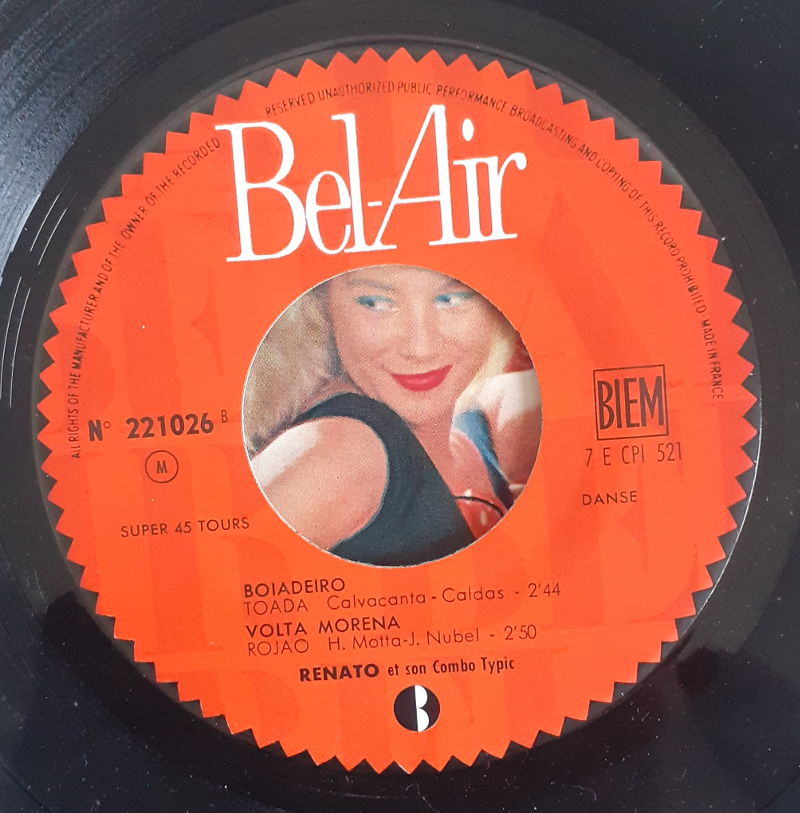 ALL RIGHTS OF THE MANUFACTURER AND OF THE OWNER OF THE RECORDED
RESERVED UNAUTHORIZED PUBLIC PERFORMANCE BROADCASTING AND COPYING OF THIS RECORD PROHIBITED · MADE IN FRANCE
Bel-Air
N° 221026 B
M
SUPER 45 TOURS
BIEM
7 E CPI 521
DANSE
BOIADEIRO
TOADA Calvacanta - Caldas - 2'44
VOLTA MORENA
ROJAO H. Motta-J. Nubel - 2'50
RENATO et son Combo Typic
B